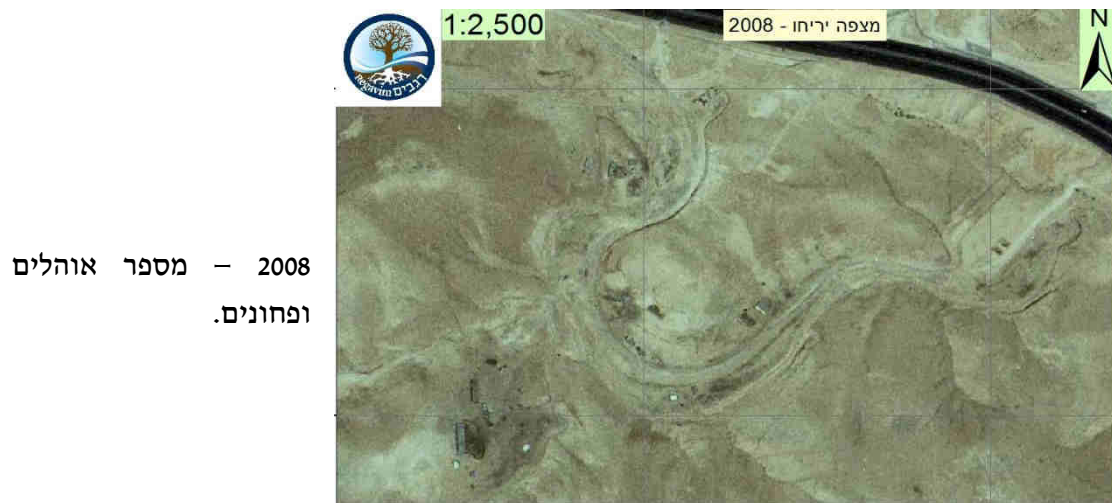 1:2,500
מצפה יריחו - 2008
N
Regavim רגבים
2008 – מספר אוהלים
ופחונים.